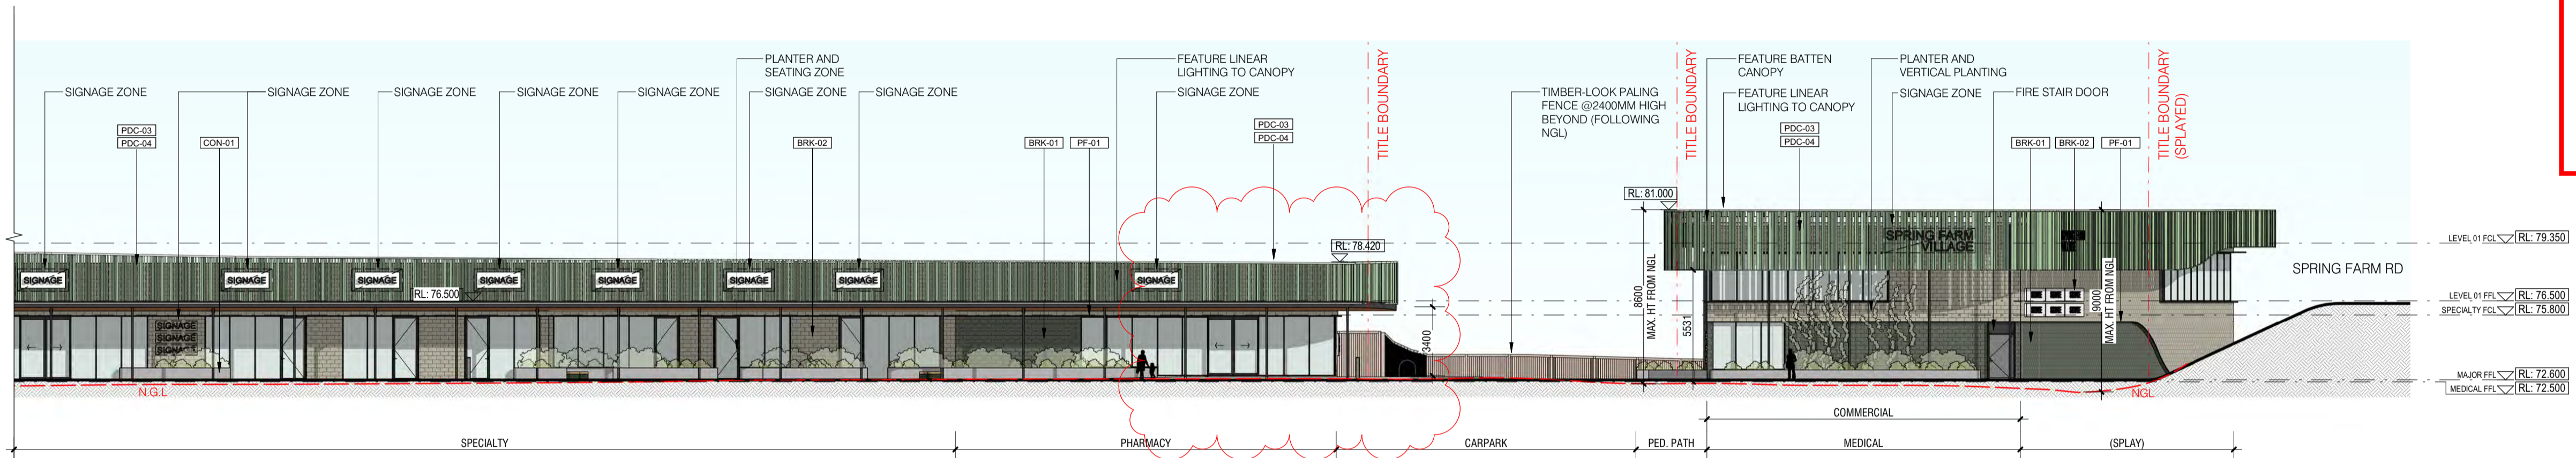 PLANTER AND
SEATING ZONE
FEATURE LINEAR
LIGHTING TO CANOPY
TITLE BOUNDARY
TITLE BOUNDARY
FEATURE BATTEN
CANOPY
PLANTER AND
VERTICAL PLANTING
TITLE BOUNDARY
(SPLAYED)
SIGNAGE ZONE
SIGNAGE ZONE
SIGNAGE ZONE
SIGNAGE ZONE
SIGNAGE ZONE
SIGNAGE ZONE
SIGNAGE ZONE
SIGNAGE ZONE
TIMBER-LOOK PALING
FENCE @2400MM HIGH
BEYOND (FOLLOWING
NGL)
FEATURE LINEAR
LIGHTING TO CANOPY
SIGNAGE ZONE
FIRE STAIR DOOR
PDC-03
PDC-04
CON-01
BRK-02
BRK-01
PF-01
PDC-03
PDC-04
PDC-03
PDC-04
BRK-01
BRK-02
PF-01
RL: 81.000
RL: 78.420
SPRING FARM
VILLAGE
LEVEL 01 FCL
RL: 79.350
SPRING FARM RD
SIGNAGE
SIGNAGE
SIGNAGE
SIGNAGE
SIGNAGE
SIGNAGE
SIGNAGE
SIGNAGE
RL: 76.500
8600
MAX. HT FROM NGL
5531
9000
MAX. HT FROM NGL
LEVEL 01 FFL
RL: 76.500
SPECIALTY FCL
RL: 75.800
SIGNAGE
SIGNAGE
SIGNAGE
3400
MAJOR FFL
RL: 72.600
MEDICAL FFL
RL: 72.500
N.G.L
NGL
COMMERCIAL
SPECIALTY
PHARMACY
CARPARK
PED. PATH
MEDICAL
(SPLAY)